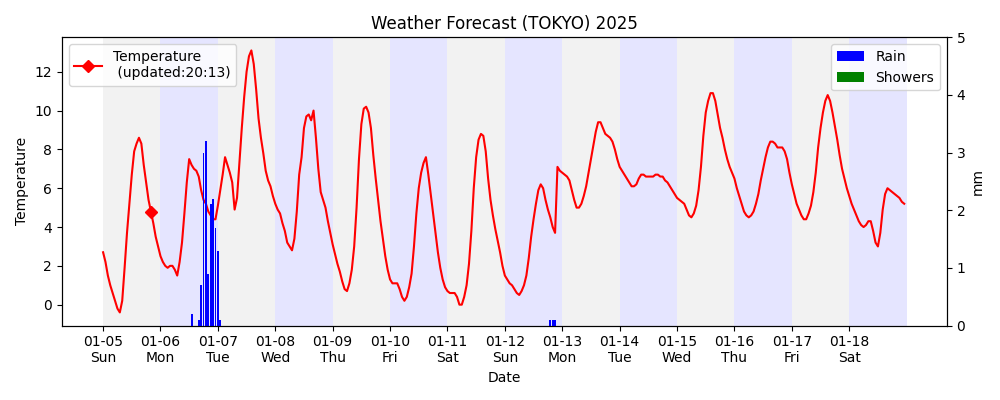 Weather Forecast (TOKYO) 2025
Temperature
(updated:20:13)
Rain
Showers
Temperature
12
10
8
6
4
2
0
5
4
3
2
1
0
mm
01-05 01-06 01-07 01-08 01-09 01-10 01-11 01-12 01-13 01-14 01-15 01-16 01-17 01-18
Sun Mon Tue Wed Thu Fri Sat Sun Mon Tue Wed Thu Fri Sat
Date